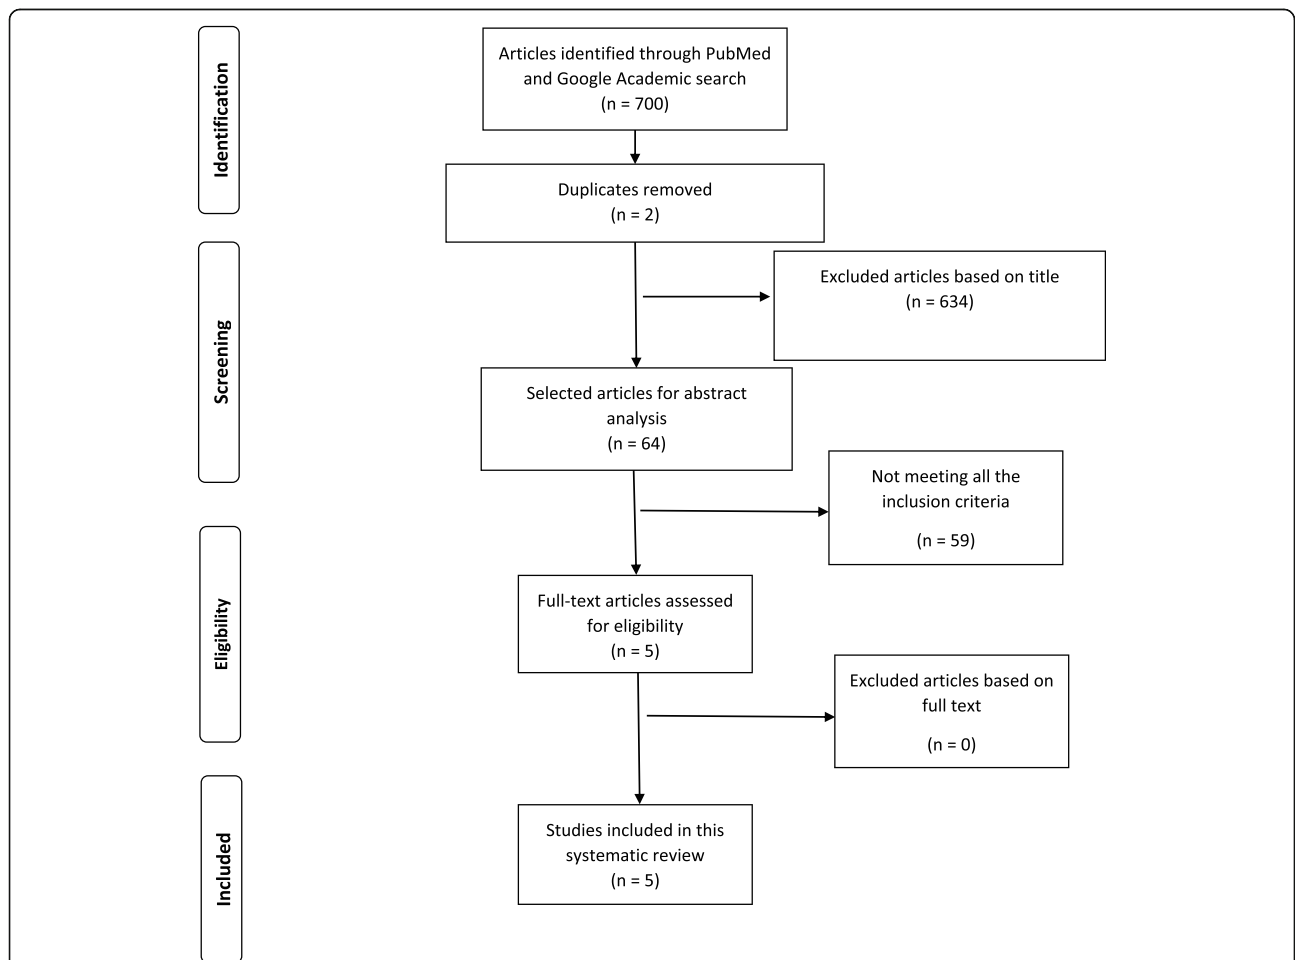 Identification
Articles identified through PubMed
and Google Academic search
(n = 700)
Duplicates removed
(n = 2)
Screening
Excluded articles based on title
(n = 634)
Selected articles for abstract
analysis
(n = 64)
Not meeting all the
inclusion criteria
(n = 59)
Eligibility
Full-text articles assessed
for eligibility
(n = 5)
Excluded articles based on
full text
(n = 0)
Included
Studies included in this
systematic review
(n = 5)